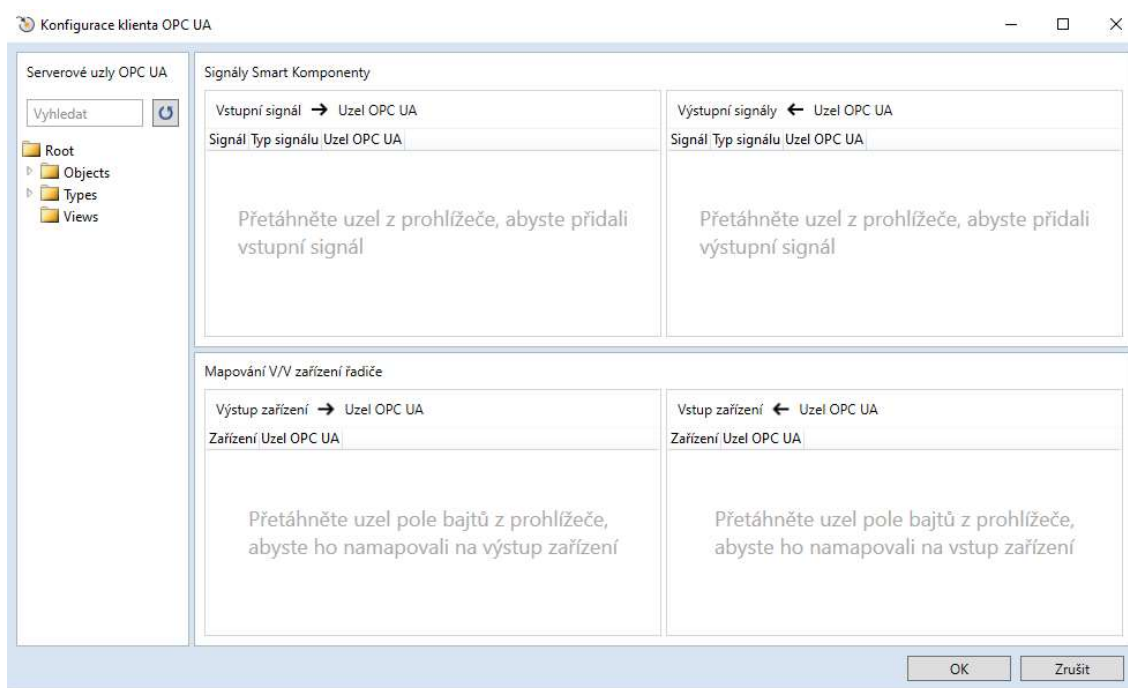 Konfigurace klienta OPC UA
Serverové uzly OPC UA
Vyhledat
Root
Objects
Types
Views
Signály Smart Komponenty
Vstupní signál → Uzel OPC UA
Signál Typ signálu Uzel OPC UA
Přetáhněte uzel z prohlížeče, abyste přidali
vstupní signál
Výstupní signály ← Uzel OPC UA
Signál Typ signálu Uzel OPC UA
Přetáhněte uzel z prohlížeče, abyste přidali
výstupní signál
Mapování V/V zařízení řadiče
Výstup zařízení → Uzel OPC UA
Zařízení Uzel OPC UA
Přetáhněte uzel pole bajtů z prohlížeče,
abyste ho namapovali na výstup zařízení
Vstup zařízení ← Uzel OPC UA
Zařízení Uzel OPC UA
Přetáhněte uzel pole bajtů z prohlížeče,
abyste ho namapovali na vstup zařízení
OK
Zrušit